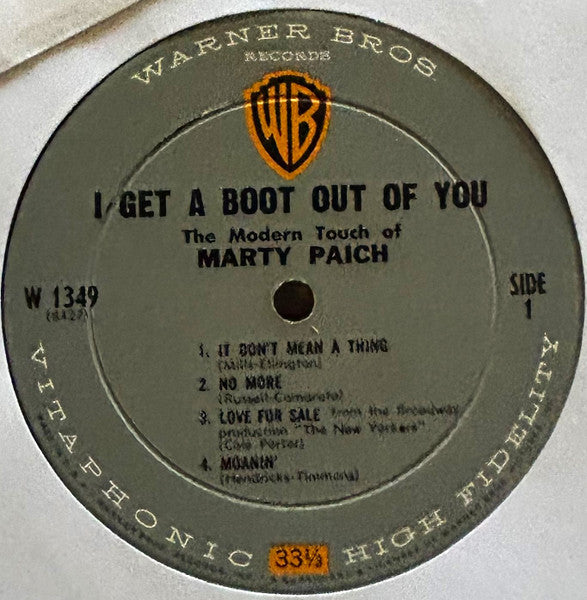 WARNER BROS.
RECORDS
WB
I GET A BOOT OUT OF YOU
The Modern Touch of
MARTY PAICH
W 1349
SIDE
1
1. IT DON'T MEAN A THING
(Mills-Ellington)
2. NO MORE
(Russell-Camarata)
3. LOVE FOR SALE from the Broadway
production "The New Yorkers"
(Cole Porter)
4. MOANIN'
(Hendricks-Timmons)
VITAPHONIC 33⅓ HIGH FIDELITY